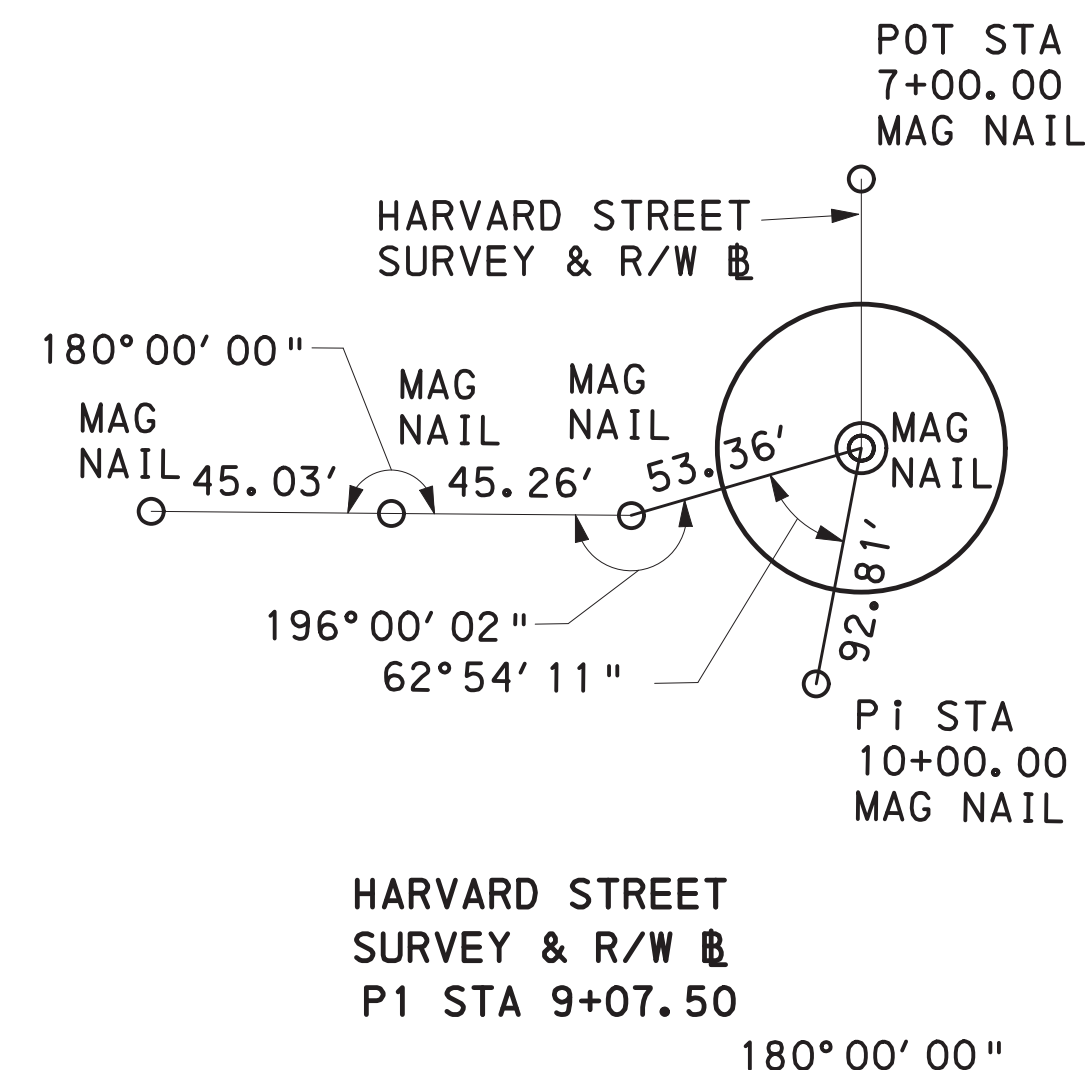 POT STA
7+00.00
MAG NAIL
HARVARD STREET
SURVEY & R/W BL
180°00'00"
MAG
NAIL
MAG
NAIL
MAG
NAIL
MAG
NAIL
45.03'
45.26'
53.36'
92.81'
196°00'02"
62°54'11"
Pi STA
10+00.00
MAG NAIL
HARVARD STREET
SURVEY & R/W BL
P1 STA 9+07.50
180°00'00"